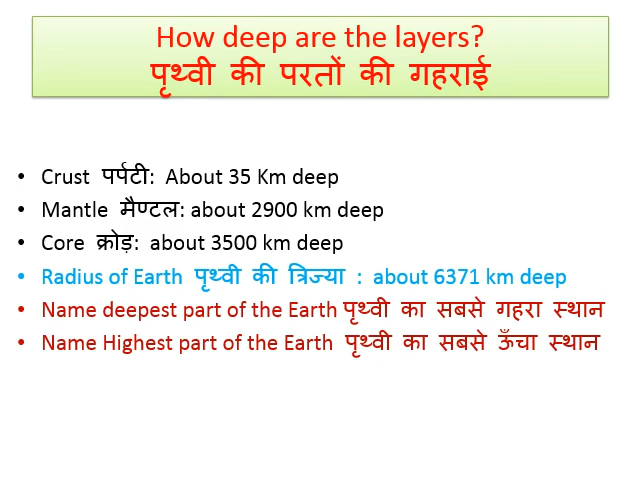 How deep are the layers?
पृथ्वी की परतों की गहराई
• Crust पर्पटी: About 35 Km deep
• Mantle मैण्टल: about 2900 km deep
• Core क्रोड़: about 3500 km deep
• Radius of Earth पृथ्वी की त्रिज्या : about 6371 km deep
• Name deepest part of the Earth पृथ्वी का सबसे गहरा स्थान
• Name Highest part of the Earth पृथ्वी का सबसे ऊँचा स्थान